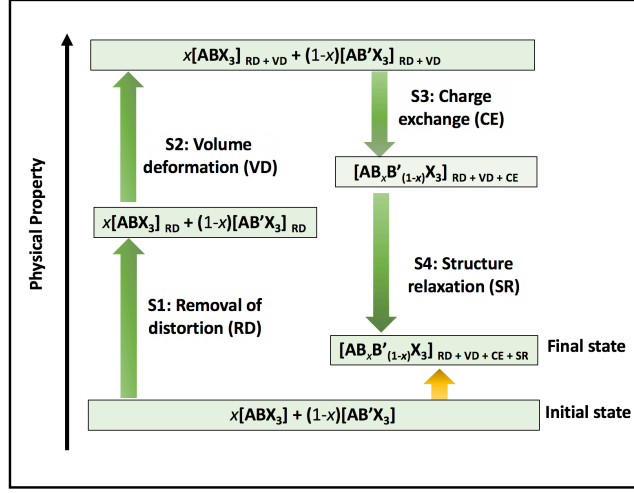 x[ABX3] RD + VD + (1-x)[AB’X3] RD + VD
S3: Charge
exchange (CE)
S2: Volume
deformation (VD)
[ABxB’(1-x)X3] RD + VD + CE
x[ABX3] RD + (1-x)[AB’X3] RD
Physical Property
S4: Structure
relaxation (SR)
S1: Removal of
distortion (RD)
[ABxB’(1-x)X3] RD + VD + CE + SR
Final state
x[ABX3] + (1-x)[AB’X3]
Initial state